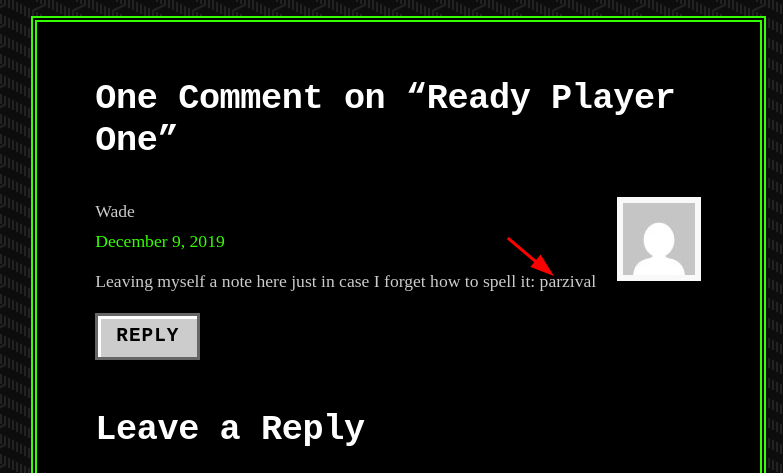 One Comment on “Ready Player
One”
Wade
December 9, 2019
Leaving myself a note here just in case I forget how to spell it: parzival
REPLY
Leave a Reply